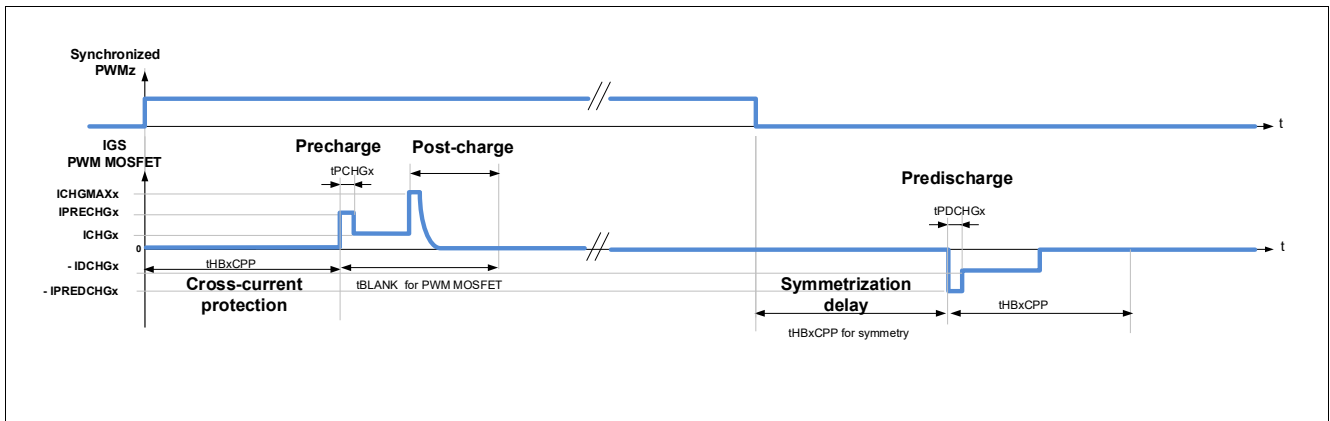 Synchronized
PWMz
t
IGS
PWM MOSFET
Precharge
Post-charge
tPCHGx
Predischarge
ICHGMAXx
IPRECHGx
tPDCHGx
ICHGx
0
t
- IDCHGx
tHBxCPP
- IPREDCHGx
Cross-current
protection
tBLANK for PWM MOSFET
Symmetrization
delay
tHBxCPP
tHBxCPP for symmetry